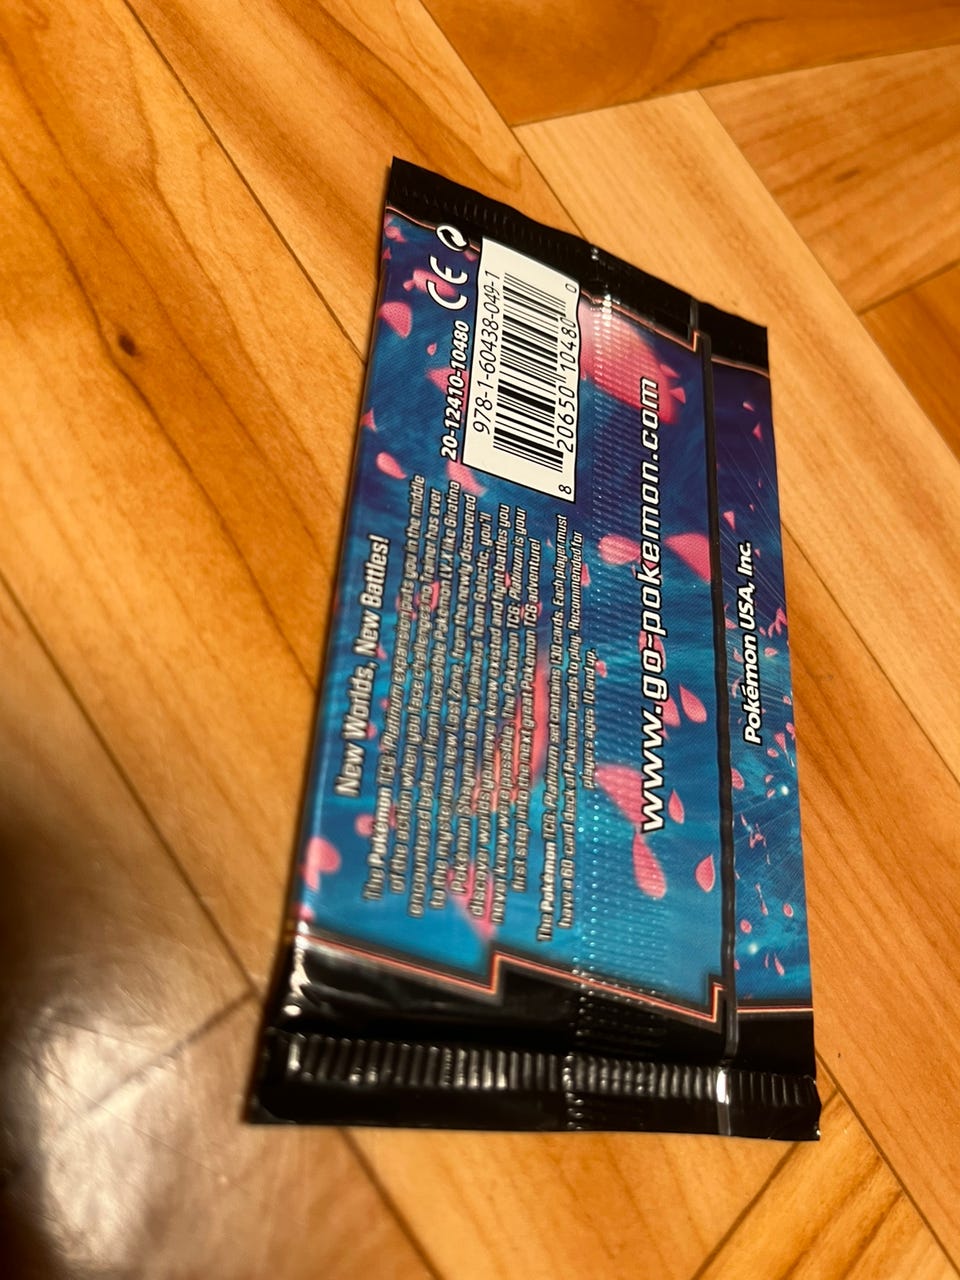 New Worlds, New Battles!
The Pokémon TCG: Platinum expansion puts you in the middle
of the action when you face challenges no Trainer has ever
encountered before! From incredible Pokémon LV.X like Giratina
to the mysterious new Lost Zone, from the newly discovered
Pokémon Shaymin to the villainous Team Galactic, you'll
discover worlds you never knew existed and fight battles you
never knew were possible. The Pokémon TCG: Platinum is your
first step into the next great Pokémon TCG adventure!
The Pokémon TCG: Platinum set contains 130 cards. Each player must
have a 60-card deck of Pokémon cards to play. Recommended for
players ages 10 and up.
CE
20-12410-10480
978-1-60438-049-1
8 20650 10480 0
www.go-pokemon.com
Pokémon USA, Inc.